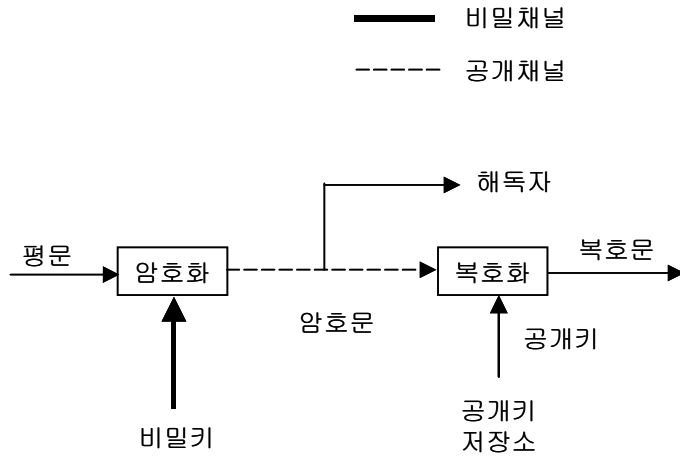 비밀채널
공개채널
해독자
평문
암호화
복호화
복호문
암호문
공개키
비밀키
공개키
저장소